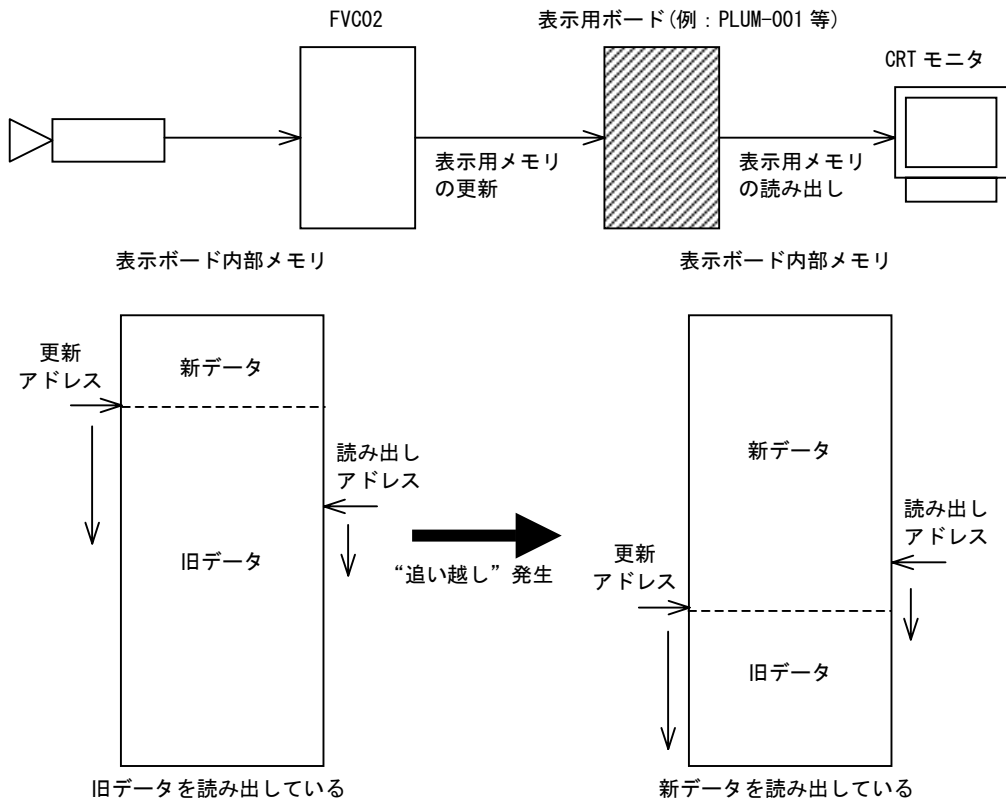 FVC02
表示用ボード(例：PLUM-001 等)
CRT モニタ
表示用メモリ
の更新
表示用メモリ
の読み出し
表示ボード内部メモリ
表示ボード内部メモリ
更新
アドレス
新データ
読み出し
アドレス
旧データ
“追い越し” 発生
新データ
読み出し
アドレス
更新
アドレス
旧データ
旧データを読み出している
新データを読み出している